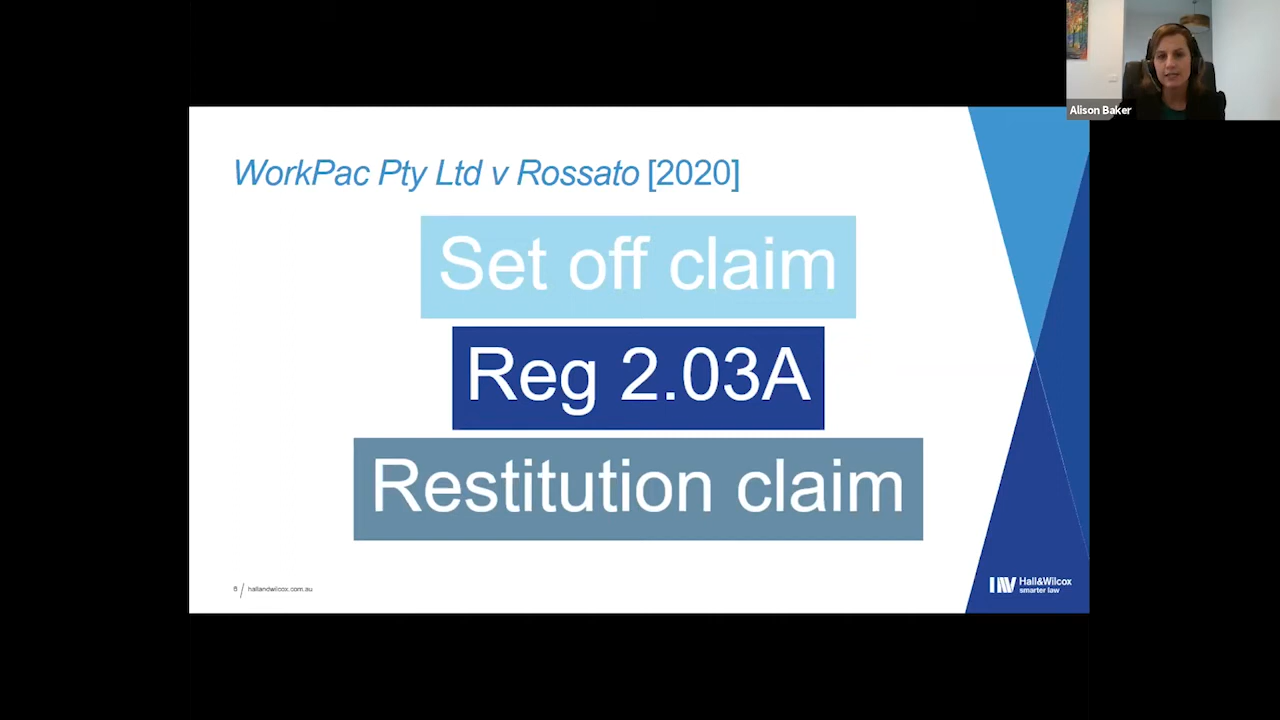 Alison Baker
WorkPac Pty Ltd v Rossato [2020]
Set off claim
Reg 2.03A
Restitution claim
6 hallandwilcox.com.au
Hall&Wilcox
smarter law